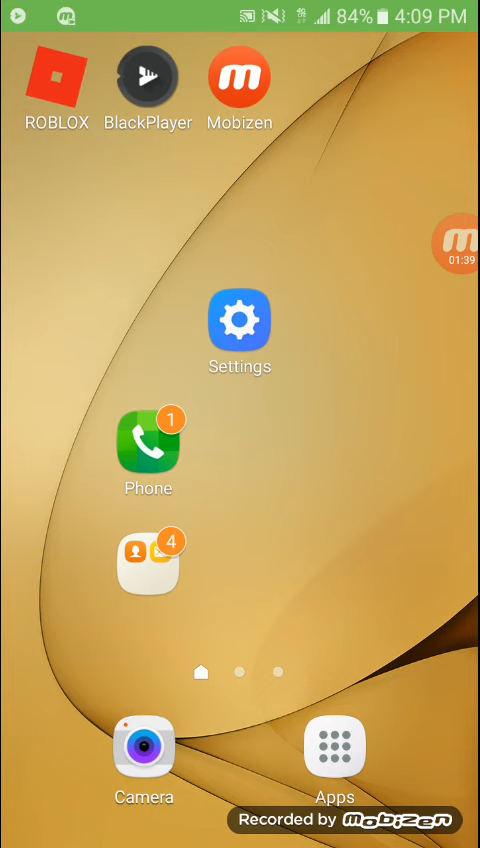 84% 4:09 PM
ROBLOX BlackPlayer Mobizen
01:39
Settings
1
Phone
4
Camera Apps
Recorded by Mobizen